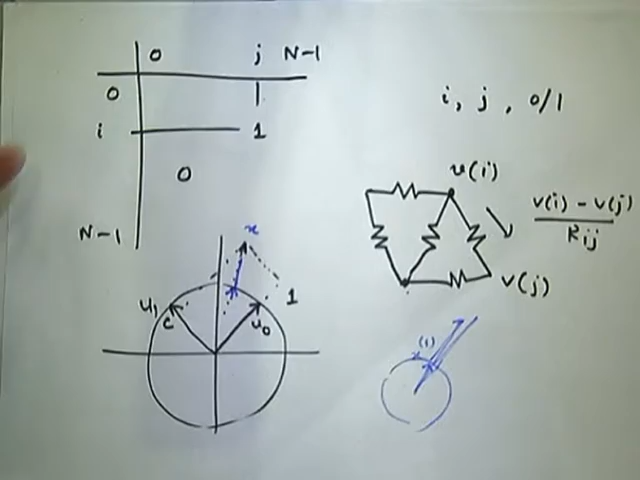 0 j N-1
0
i 1
0
N-1
i, j, 0/1
u(i)
v(i) - v(j)
Rij
v(j)
x
1
u1
c
u0
x(1)